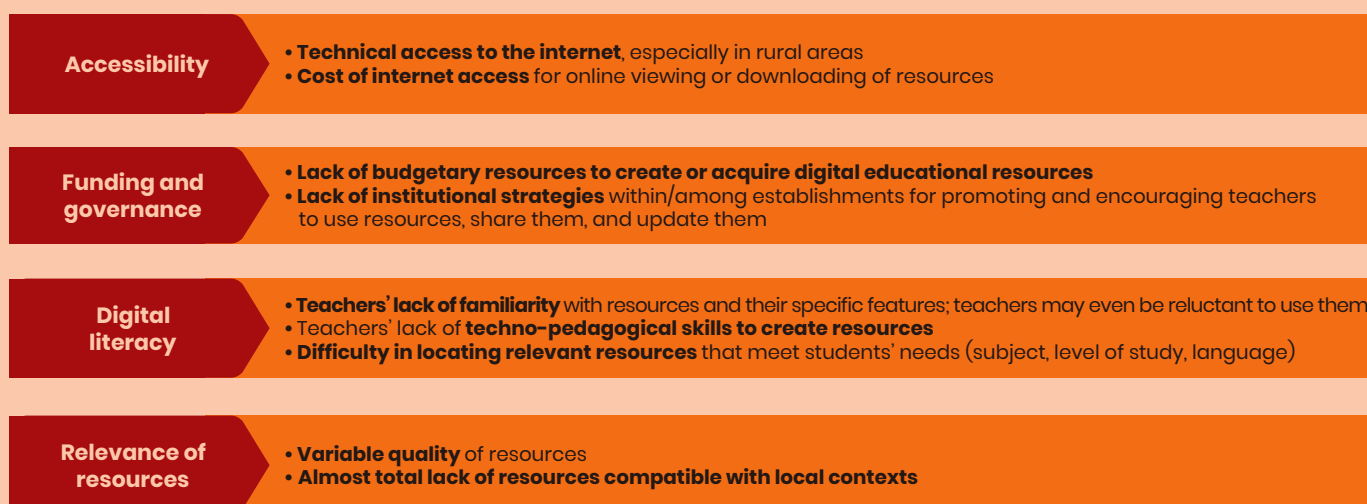 Accessibility
• Technical access to the internet, especially in rural areas
• Cost of internet access for online viewing or downloading of resources
Funding and
governance
• Lack of budgetary resources to create or acquire digital educational resources
• Lack of institutional strategies within/among establishments for promoting and encouraging teachers
to use resources, share them, and update them
Digital
literacy
• Teachers’ lack of familiarity with resources and their specific features; teachers may even be reluctant to use them
• Teachers’ lack of techno-pedagogical skills to create resources
• Difficulty in locating relevant resources that meet students’ needs (subject, level of study, language)
Relevance of
resources
• Variable quality of resources
• Almost total lack of resources compatible with local contexts